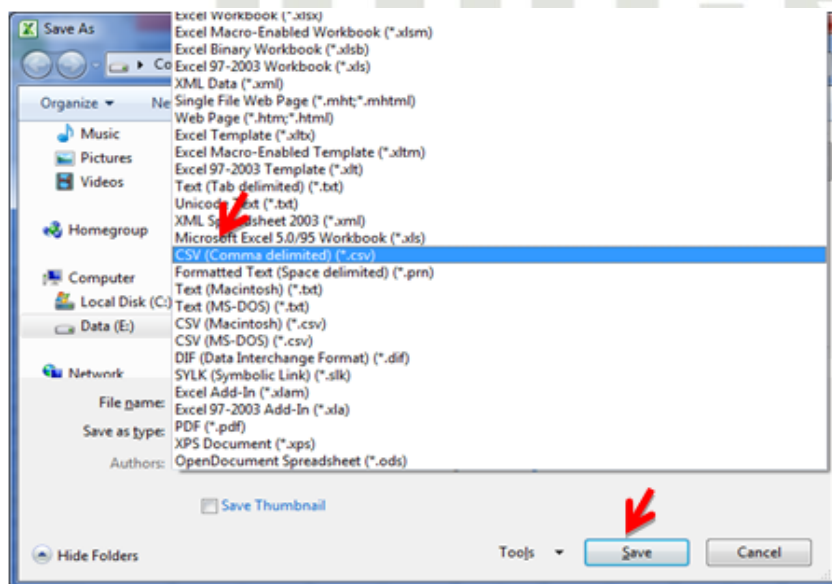 Save As
Excel Workbook (*.xlsx)
Excel Macro-Enabled Workbook (*.xlsm)
Excel Binary Workbook (*.xlsb)
Co Excel 97-2003 Workbook (*.xls)
XML Data (*.xml)
Organize Ne Single File Web Page (*.mht;*.mhtml)
Web Page (*.htm;*.html)
Music Excel Template (*.xltx)
Pictures Excel Macro-Enabled Template (*.xltm)
Excel 97-2003 Template (*.xlt)
Videos Text (Tab delimited) (*.txt)
Unicode Text (*.txt)
Homegroup XML Spreadsheet 2003 (*.xml)
Microsoft Excel 5.0/95 Workbook (*.xls)
CSV (Comma delimited) (*.csv)
Computer Formatted Text (Space delimited) (*.prn)
Text (Macintosh) (*.txt)
Local Disk (C:) Text (MS-DOS) (*.txt)
Data (E:) CSV (Macintosh) (*.csv)
CSV (MS-DOS) (*.csv)
DIF (Data Interchange Format) (*.dif)
Network SYLK (Symbolic Link) (*.slk)
Excel Add-In (*.xlam)
File name: Excel 97-2003 Add-In (*.xla)
PDF (*.pdf)
Save as type: XPS Document (*.xps)
Authors: OpenDocument Spreadsheet (*.ods)
Save Thumbnail
Hide Folders Tools Save Cancel